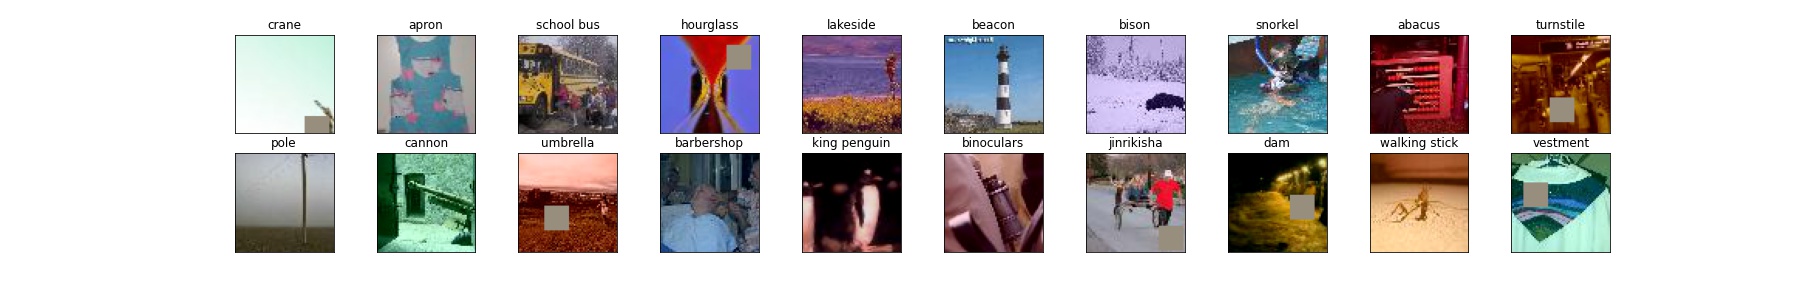 crane
apron
school bus
hourglass
lakeside
beacon
bison
snorkel
abacus
turnstile
pole
cannon
umbrella
barbershop
king penguin
binoculars
jinrikisha
dam
walking stick
vestment